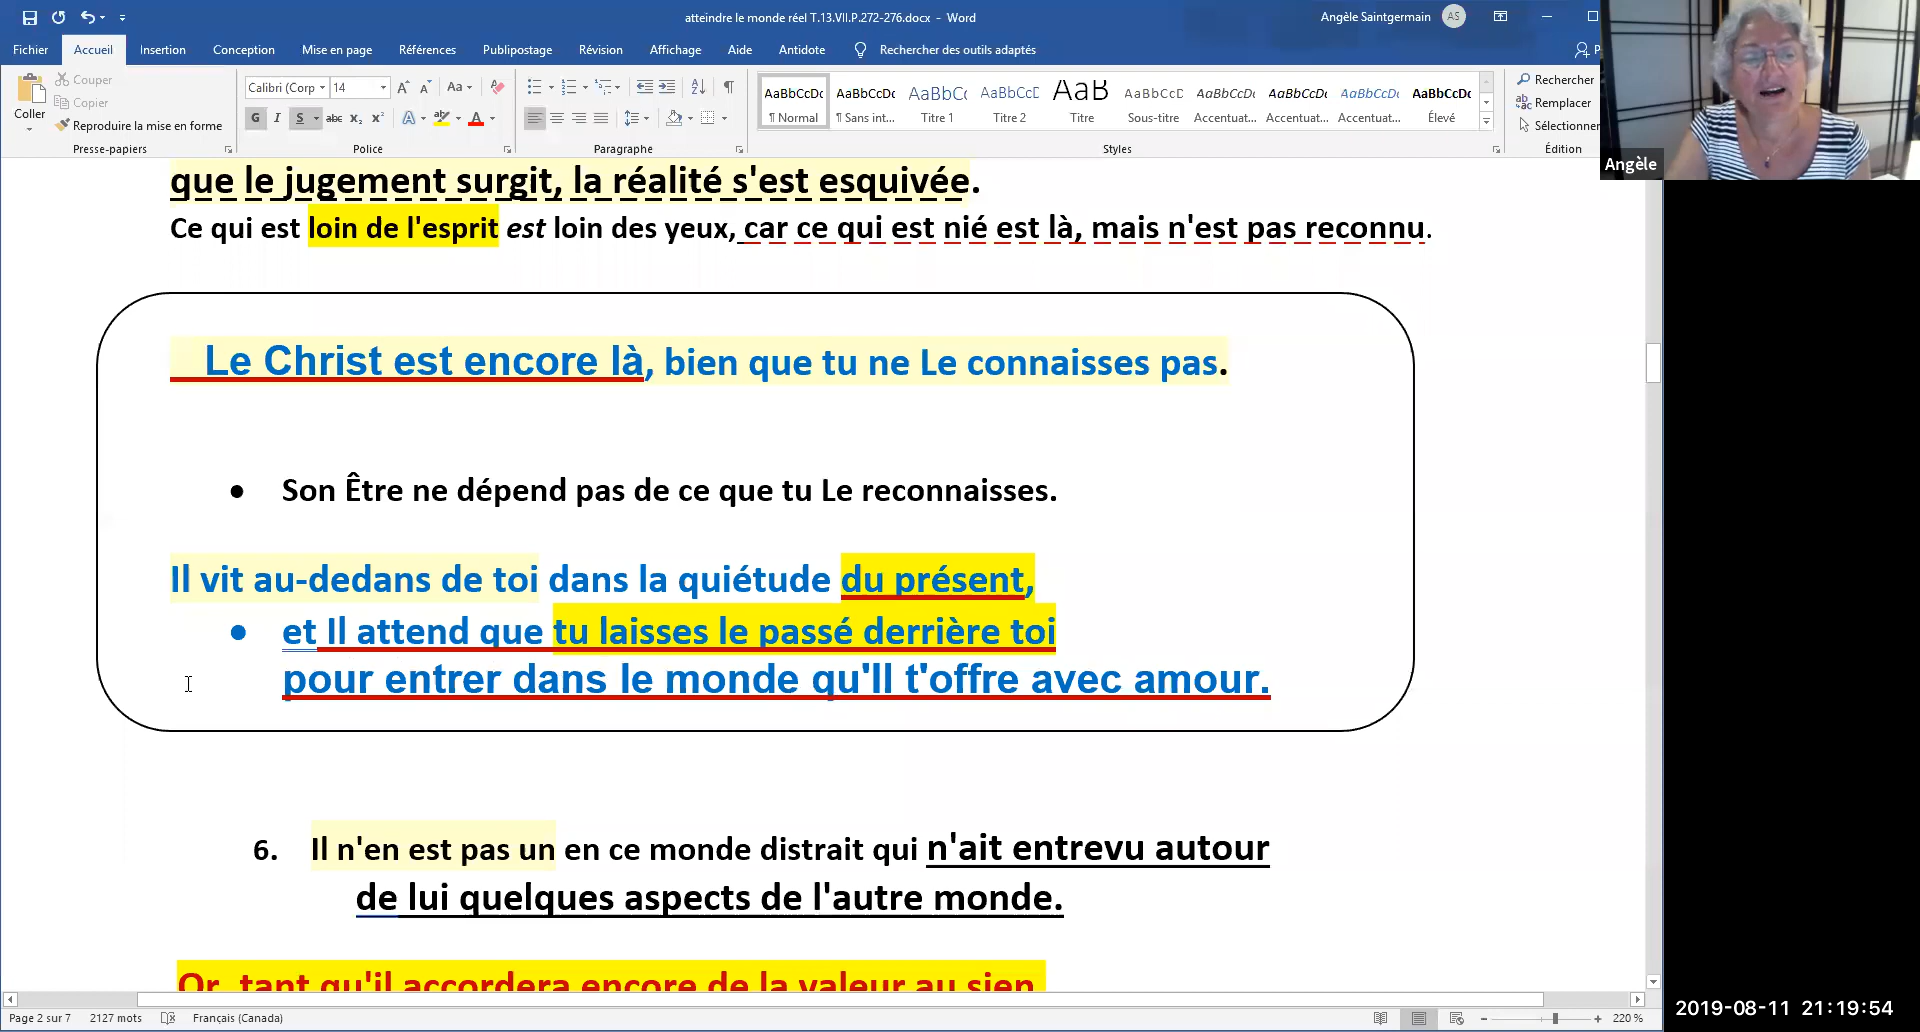 atteindre le monde réel T.13.VII.P.272-276.docx - Word
Angèle Saintgermain AS
Fichier Accueil Insertion Conception Mise en page Références Publipostage Révision Affichage Aide Antidote Rechercher des outils adaptés
Couper
Copier
Coller
Reproduire la mise en forme
Presse-papiers
Calibri (Corp 14
G I S abc x₂ x²
Police
Paragraphe
AaBbCcDc AaBbCcDc AaBbC AaBbCcD AaB AaBbCcD AaBbCcDc AaBbCcDc AaBbCcDc AaBbCcDc
¶ Normal ¶ Sans int... Titre 1 Titre 2 Titre Sous-titre Accentuat... Accentuat... Accentuat... Élevé
Styles
Rechercher
Remplacer
Sélectionner
Édition
Angèle
que le jugement surgit, la réalité s'est esquivée.
Ce qui est loin de l'esprit est loin des yeux, car ce qui est nié est là, mais n'est pas reconnu.
Le Christ est encore là, bien que tu ne Le connaisses pas.
• Son Être ne dépend pas de ce que tu Le reconnaisses.
Il vit au-dedans de toi dans la quiétude du présent,
• et Il attend que tu laisses le passé derrière toi
pour entrer dans le monde qu'Il t'offre avec amour.
6. Il n'en est pas un en ce monde distrait qui n'ait entrevu autour
de lui quelques aspects de l'autre monde.
Or, tant qu'il accordera encore de la valeur au sien
Page 2 sur 7 2127 mots Français (Canada)
220 %
2019-08-11 21:19:54